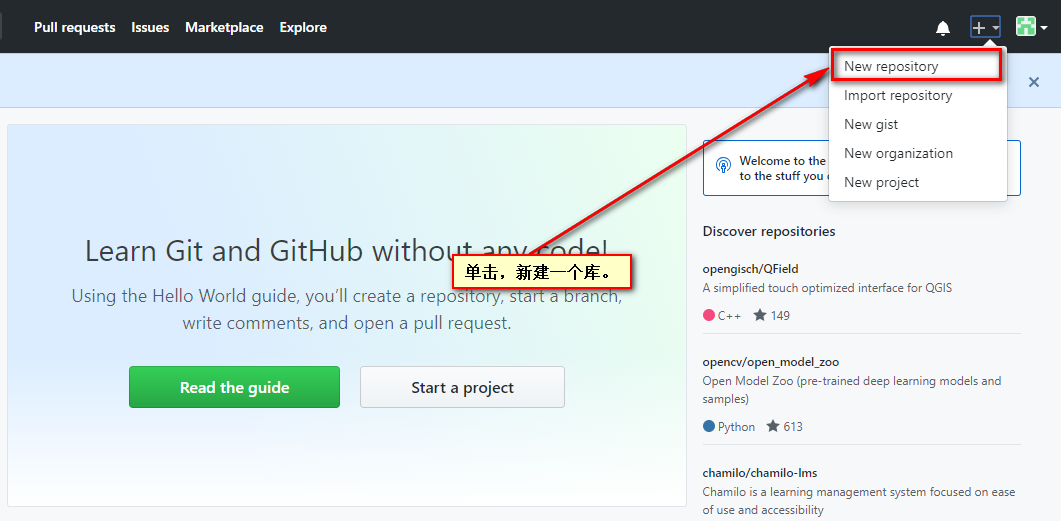 Pull requests Issues Marketplace Explore
New repository
Import repository
New gist
New organization
New project
Welcome to the
to the stuff you
Learn Git and GitHub without any code!
单击，新建一个库。
Using the Hello World guide, you’ll create a repository, start a branch,
write comments, and open a pull request.
Read the guide
Start a project
Discover repositories
opengisch/QField
A simplified touch optimized interface for QGIS
C++ 149
opencv/open_model_zoo
Open Model Zoo (pre-trained deep learning models and
samples)
Python 613
chamilo/chamilo-lms
Chamilo is a learning management system focused on ease
of use and accessibility